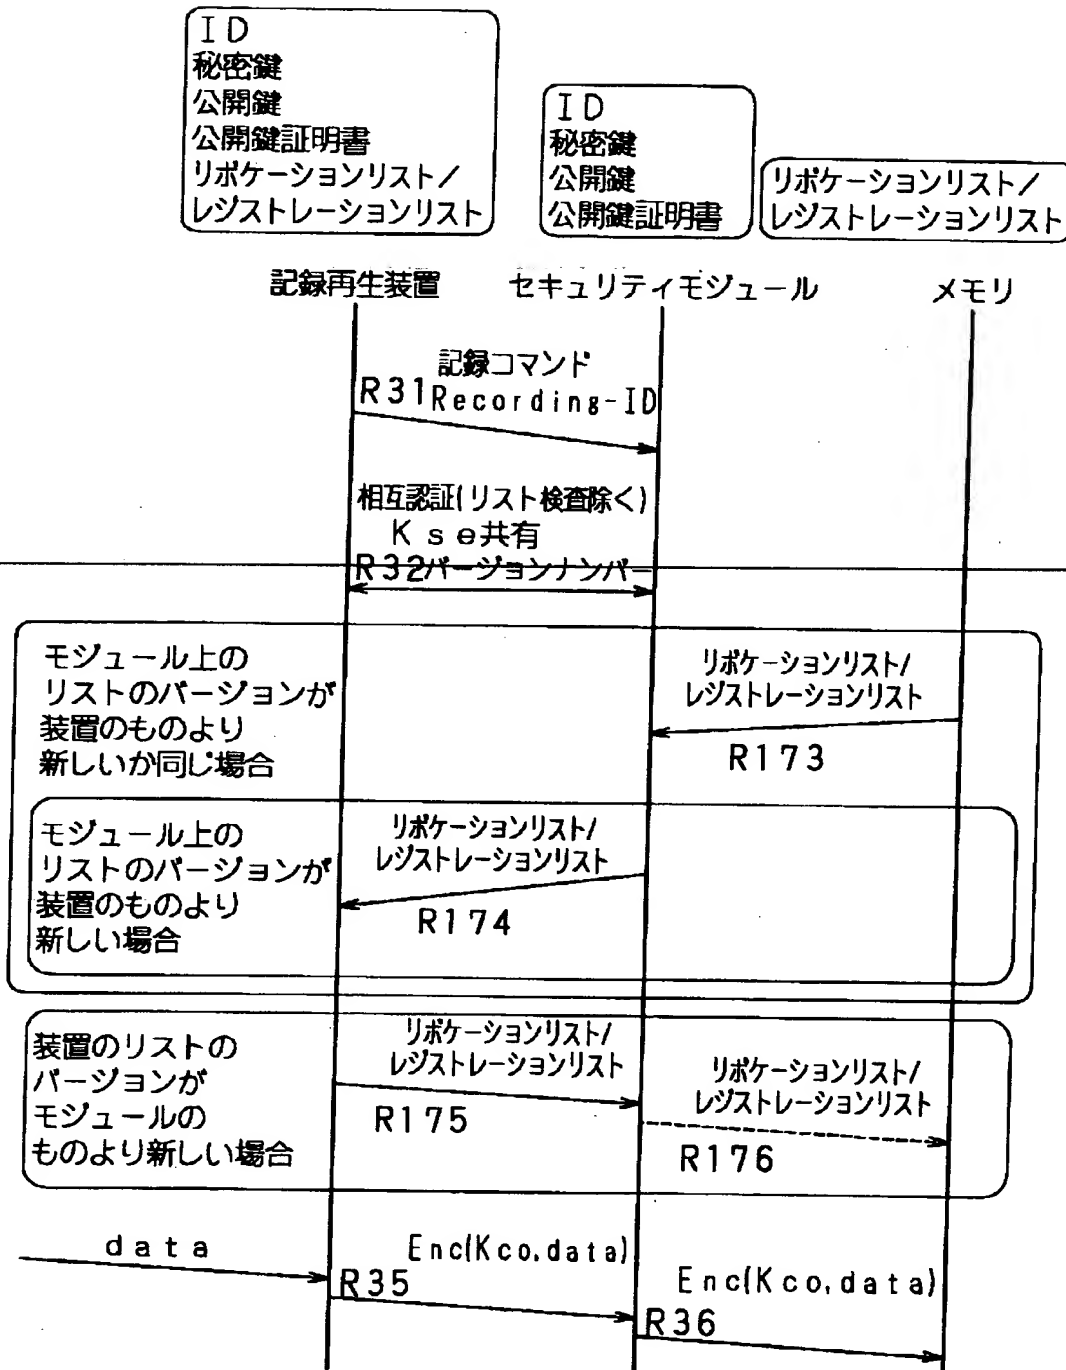 ID
秘密鍵
公開鍵
公開鍵証明書
リボケーションリスト/
レジストレーションリスト
ID
秘密鍵
公開鍵
公開鍵証明書
リボケーションリスト/
レジストレーションリスト
記録再生装置
セキュリティモジュール
メモリ
記録コマンド
R31 Recording-ID
相互認証(リスト検査除く)
Kse共有
R32 バージョンナンバー
モジュール上の
リストのバージョンが
装置のものより
新しいか同じ場合
リボケーションリスト/
レジストレーションリスト
R173
モジュール上の
リストのバージョンが
装置のものより
新しい場合
リボケーションリスト/
レジストレーションリスト
R174
装置のリストの
バージョンが
モジュールの
ものより新しい場合
リボケーションリスト/
レジストレーションリスト
R175
リボケーションリスト/
レジストレーションリスト
R176
data
Enc(Kco,data)
R35
Enc(Kco,data)
R36